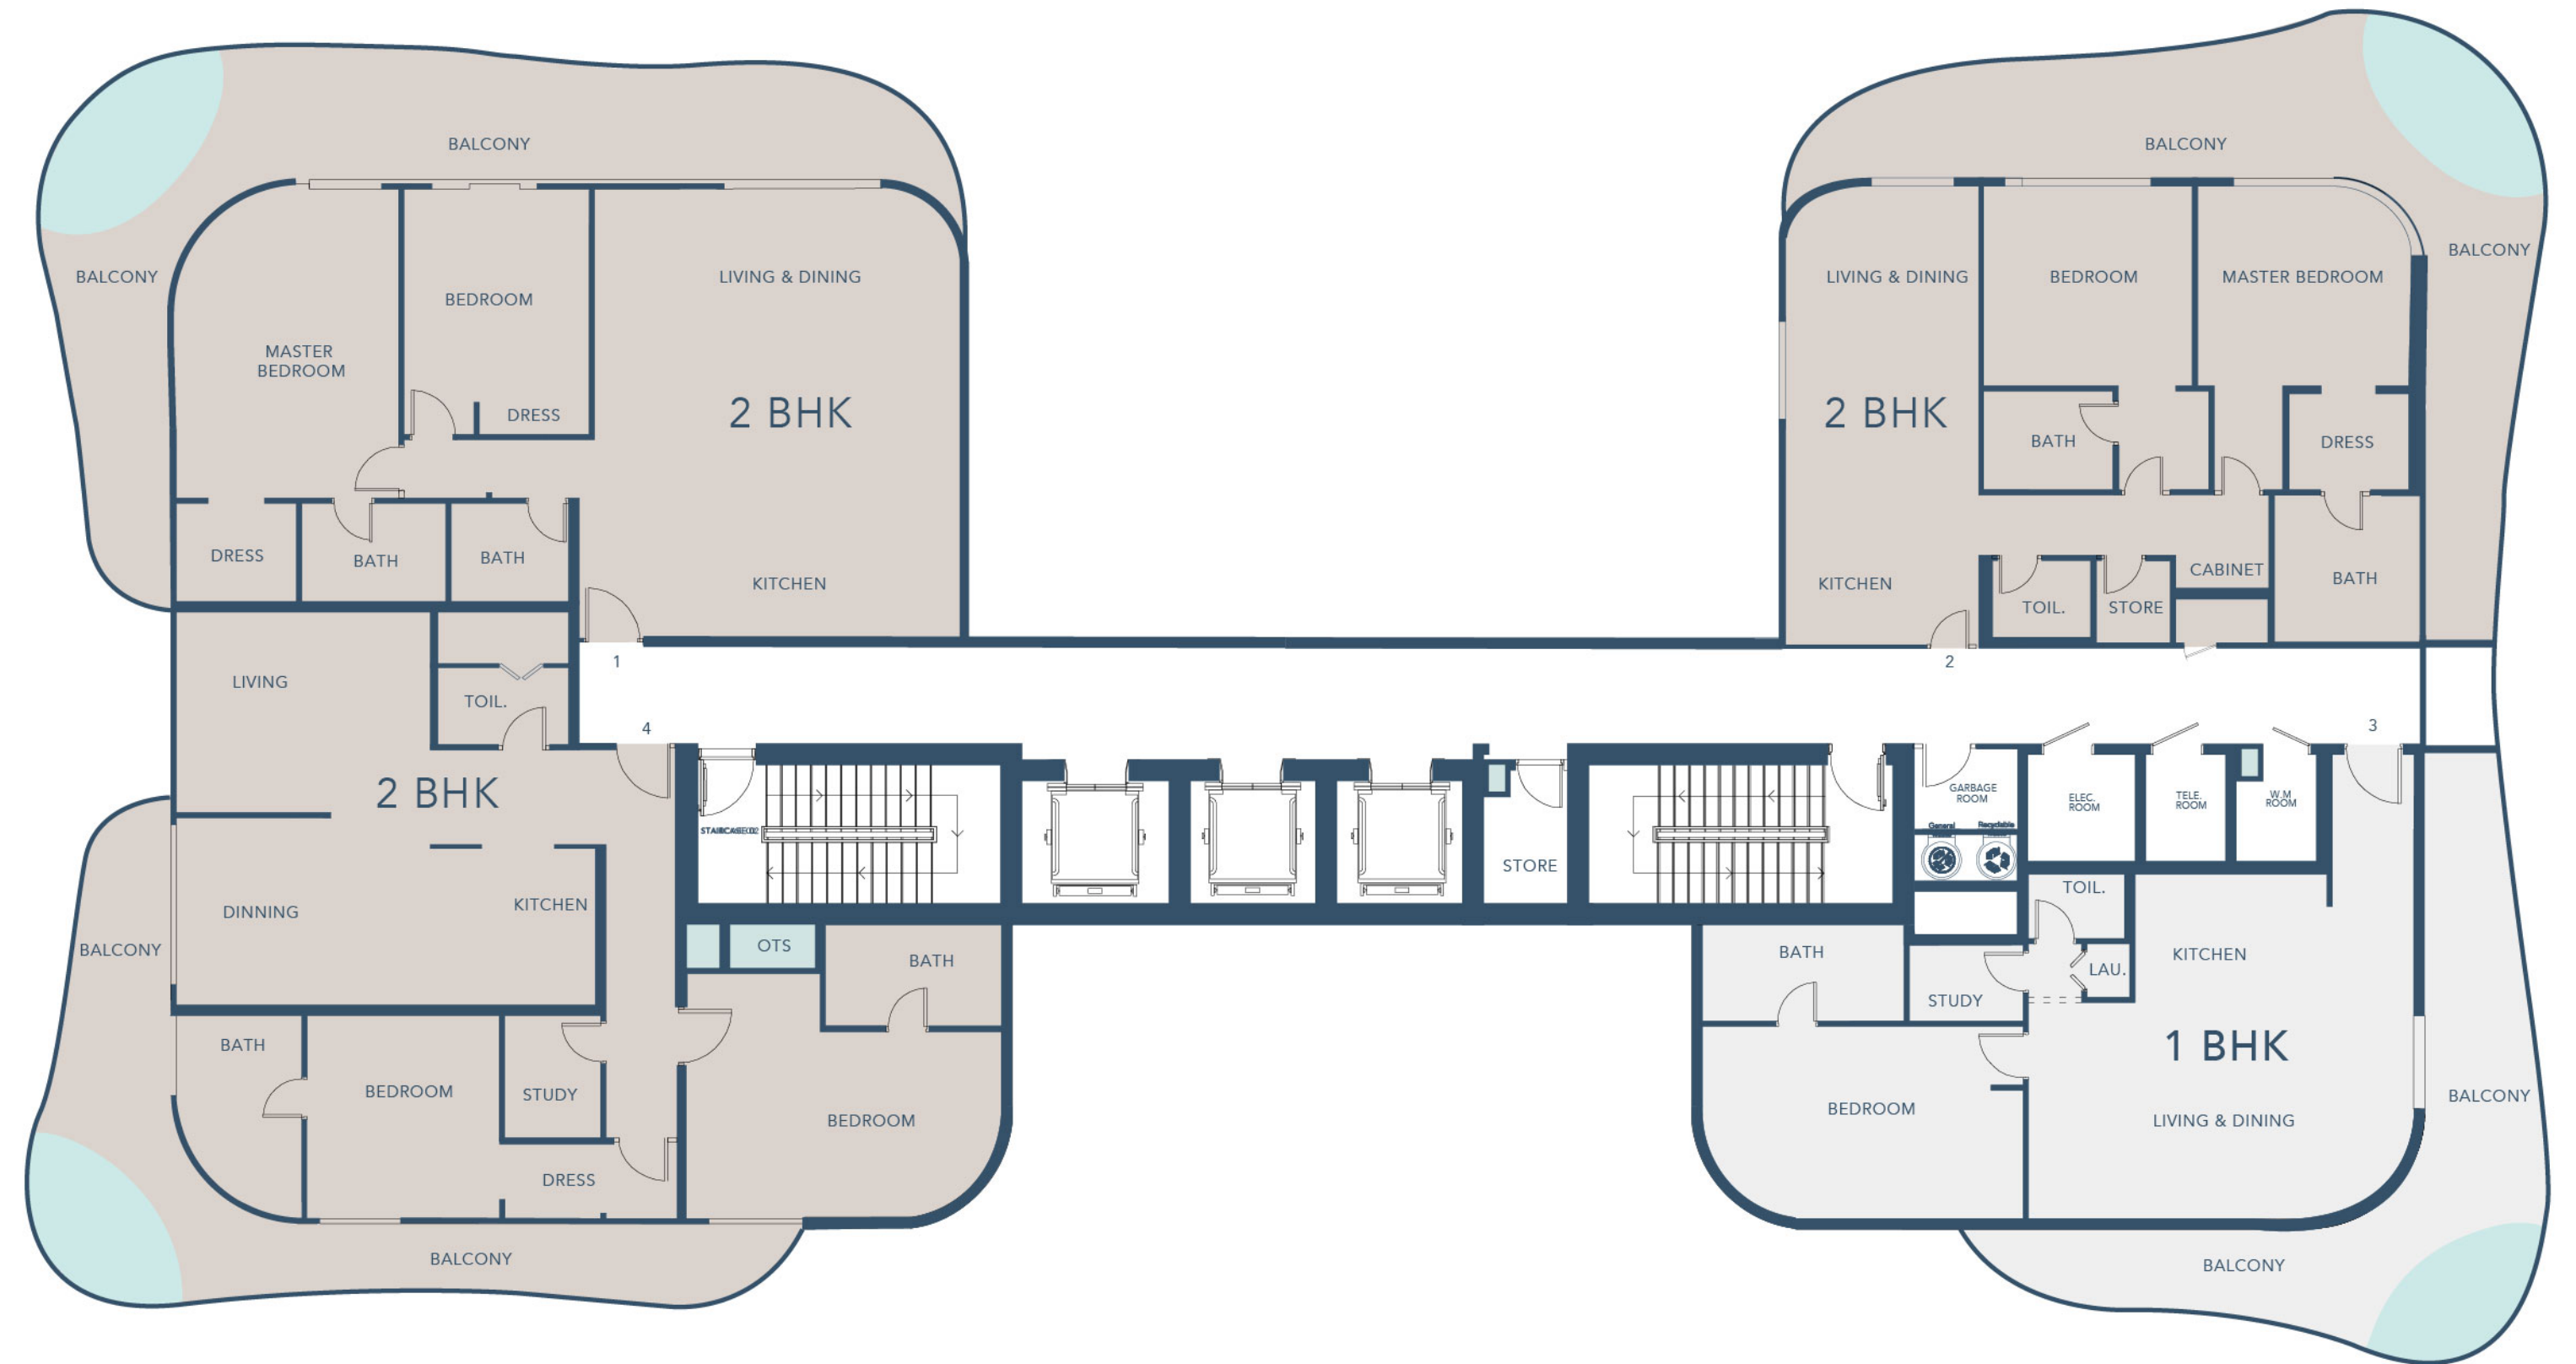 BALCONY
BALCONY
MASTER
BEDROOM
BEDROOM
DRESS
LIVING & DINING
2 BHK
DRESS
BATH
BATH
KITCHEN
1
BALCONY
BALCONY
LIVING & DINING
BEDROOM
MASTER BEDROOM
2 BHK
BATH
DRESS
KITCHEN
TOIL.
STORE
CABINET
BATH
2
LIVING
TOIL.
4
2 BHK
DINNING
KITCHEN
BALCONY
BATH
BEDROOM
STUDY
DRESS
BEDROOM
BATH
OTS
BALCONY
STORE
GARBAGE
ROOM
General
Recyclable
ELEC.
ROOM
TELE.
ROOM
W.M
ROOM
3
TOIL.
LAU.
KITCHEN
BATH
STUDY
1 BHK
BEDROOM
LIVING & DINING
BALCONY
BALCONY